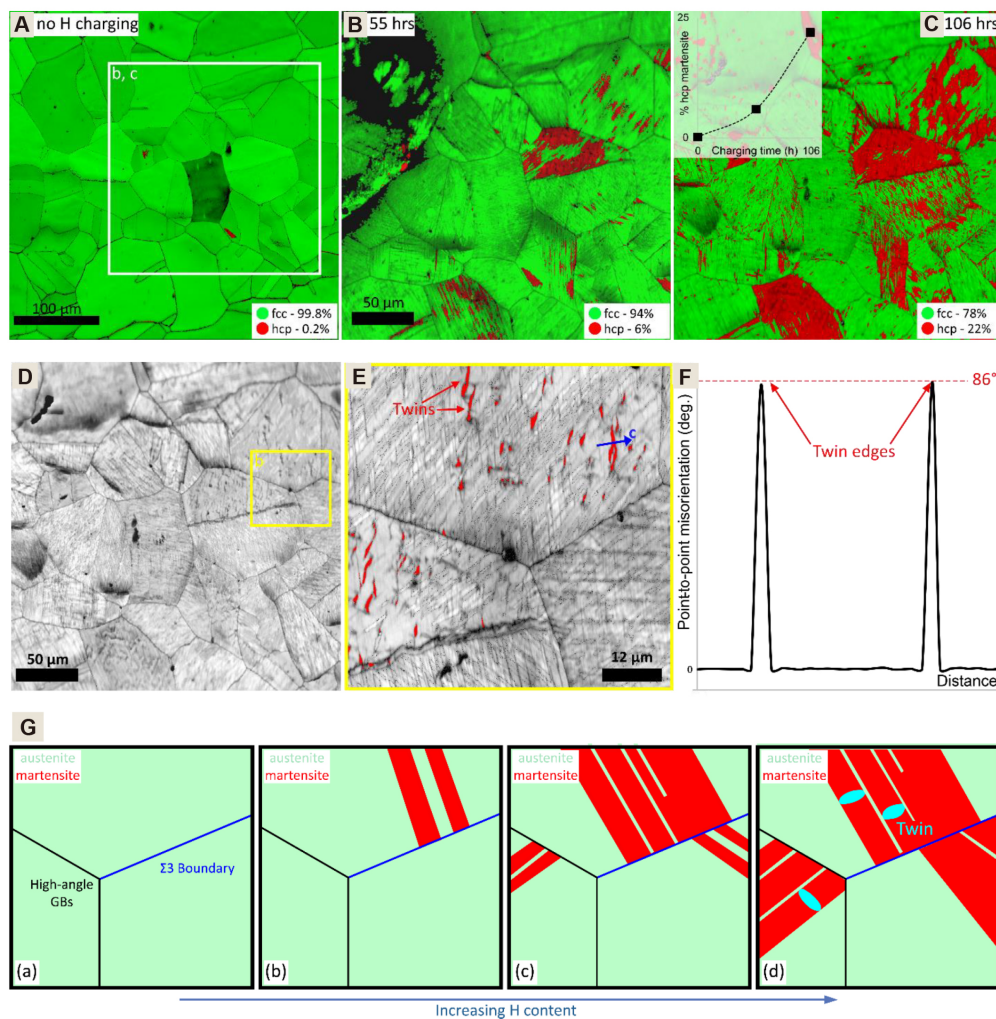 A
no H charging
b, c
100 µm
fcc - 99.8%
hcp - 0.2%
B
55 hrs
50 µm
fcc - 94%
hcp - 6%
C
106 hrs
25
15
0
% hcp martensite
0
Charging time (h)
106
fcc - 78%
hcp - 22%
D
50 µm
E
Twins
c
12 µm
F
86°
Twin edges
Point-to-point misorientation (deg.)
0
Distance
G
austenite
martensite
High-angle
GBs
Σ3 Boundary
(a)
austenite
martensite
(b)
austenite
martensite
(c)
austenite
martensite
Twin
(d)
Increasing H content